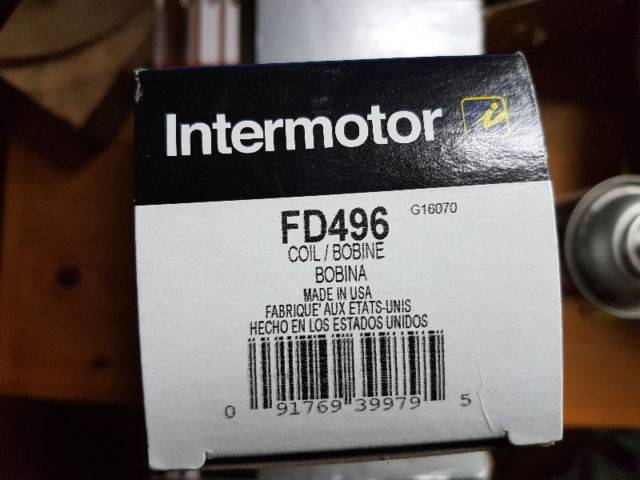 Intermotor i
FD496 G16070
COIL / BOBINE
BOBINA
MADE IN USA
FABRIQUE' AUX ETATS-UNIS
HECHO EN LOS ESTADOS UNIDOS
0 91769 39979 5